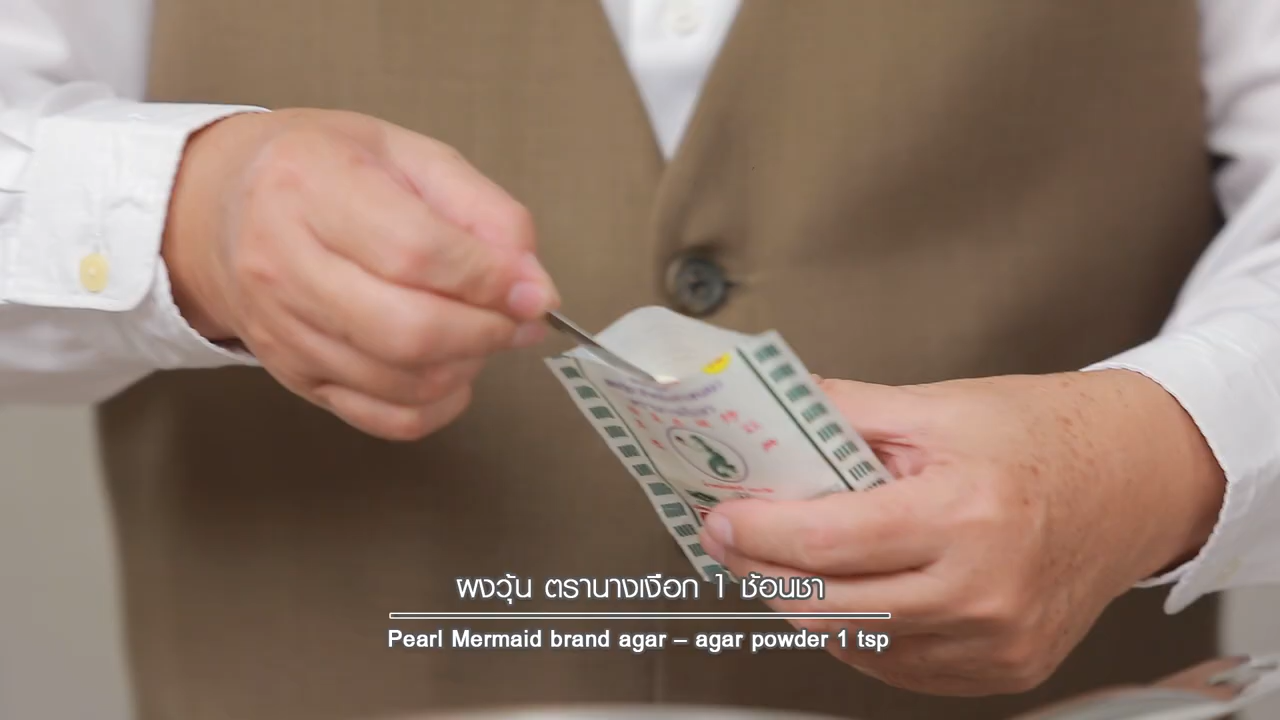 ผงวุ้น ตรานางเงือก 1 ช้อนชา
Pearl Mermaid brand agar – agar powder 1 tsp